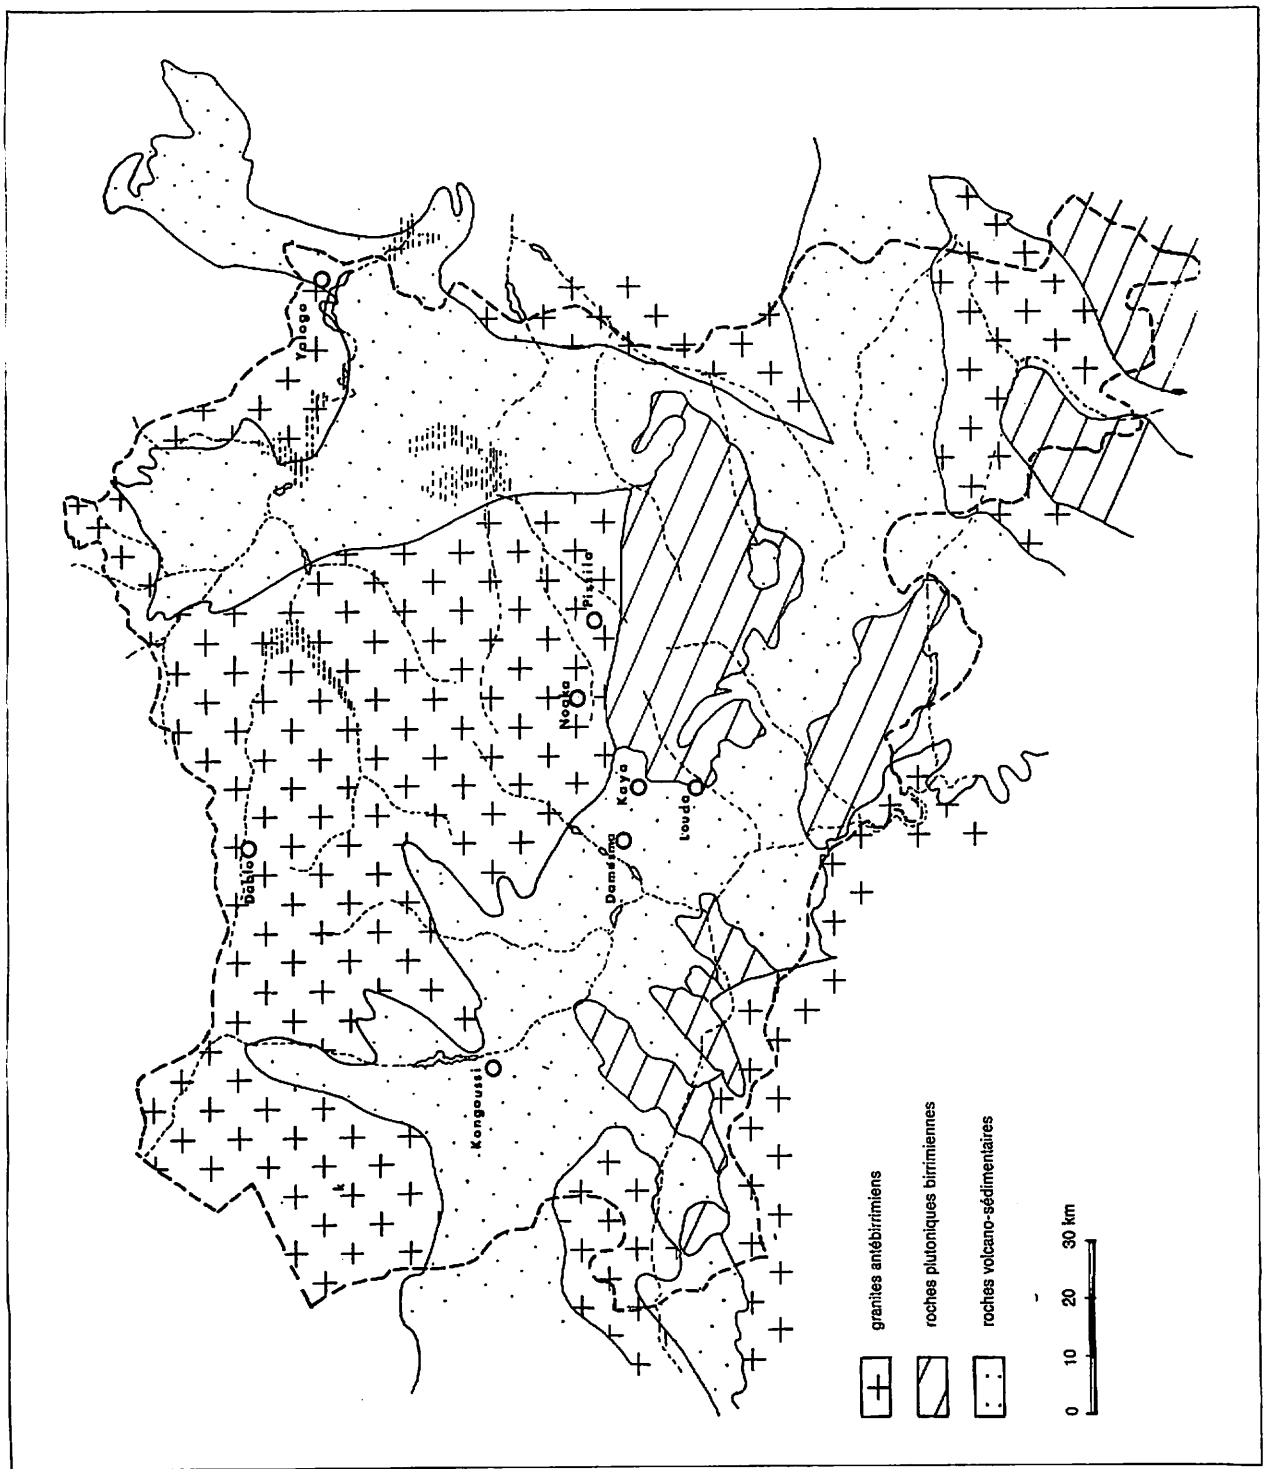 Dablo
Yalogo
k
Kongoussi
Noaka
Pissila
Damésma
Kaya
Louda
granites antébirrimiens
roches plutoniques birrimiennes
roches volcano-sédimentaires
0 10 20 30 km